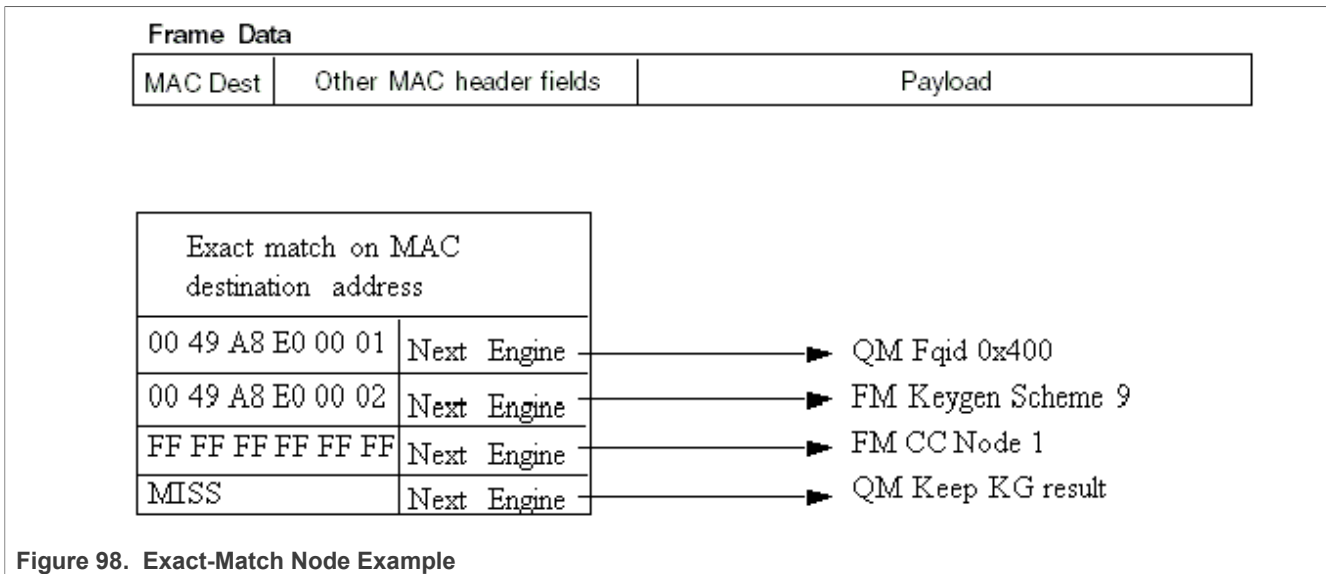 Frame Data
MAC Dest Other MAC header fields Payload
Exact match on MAC
destination address
00 49 A8 E0 00 01 Next Engine QM Fqid 0x400
00 49 A8 E0 00 02 Next Engine FM Keygen Scheme 9
FF FF FF FF FF FF Next Engine FM CC Node 1
MISS Next Engine QM Keep KG result
Figure 98. Exact-Match Node Example